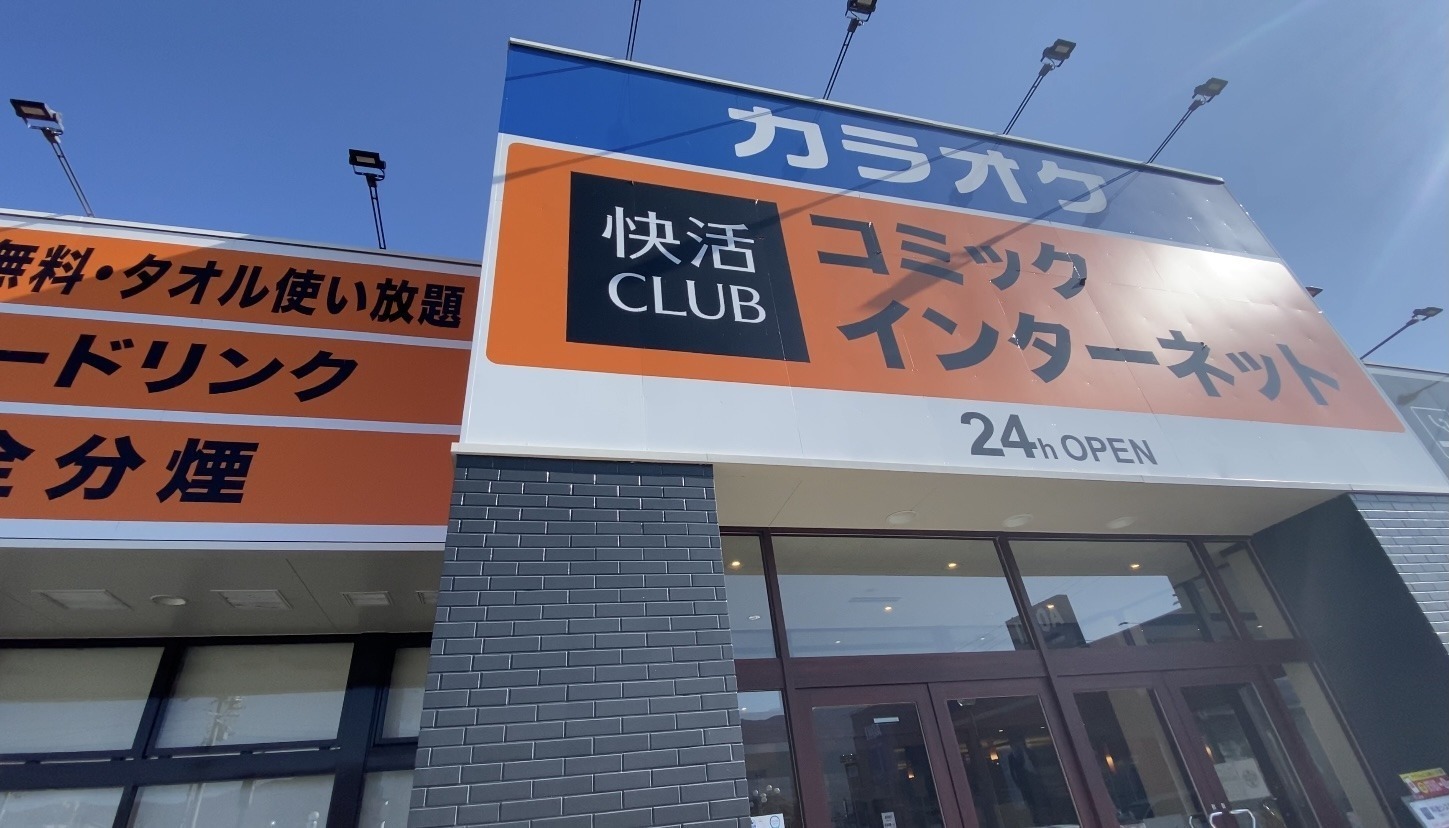 カラオケ
快活
CLUB
コミック
インターネット
24h OPEN
無料・タオル使い放題
ードリンク
全分煙